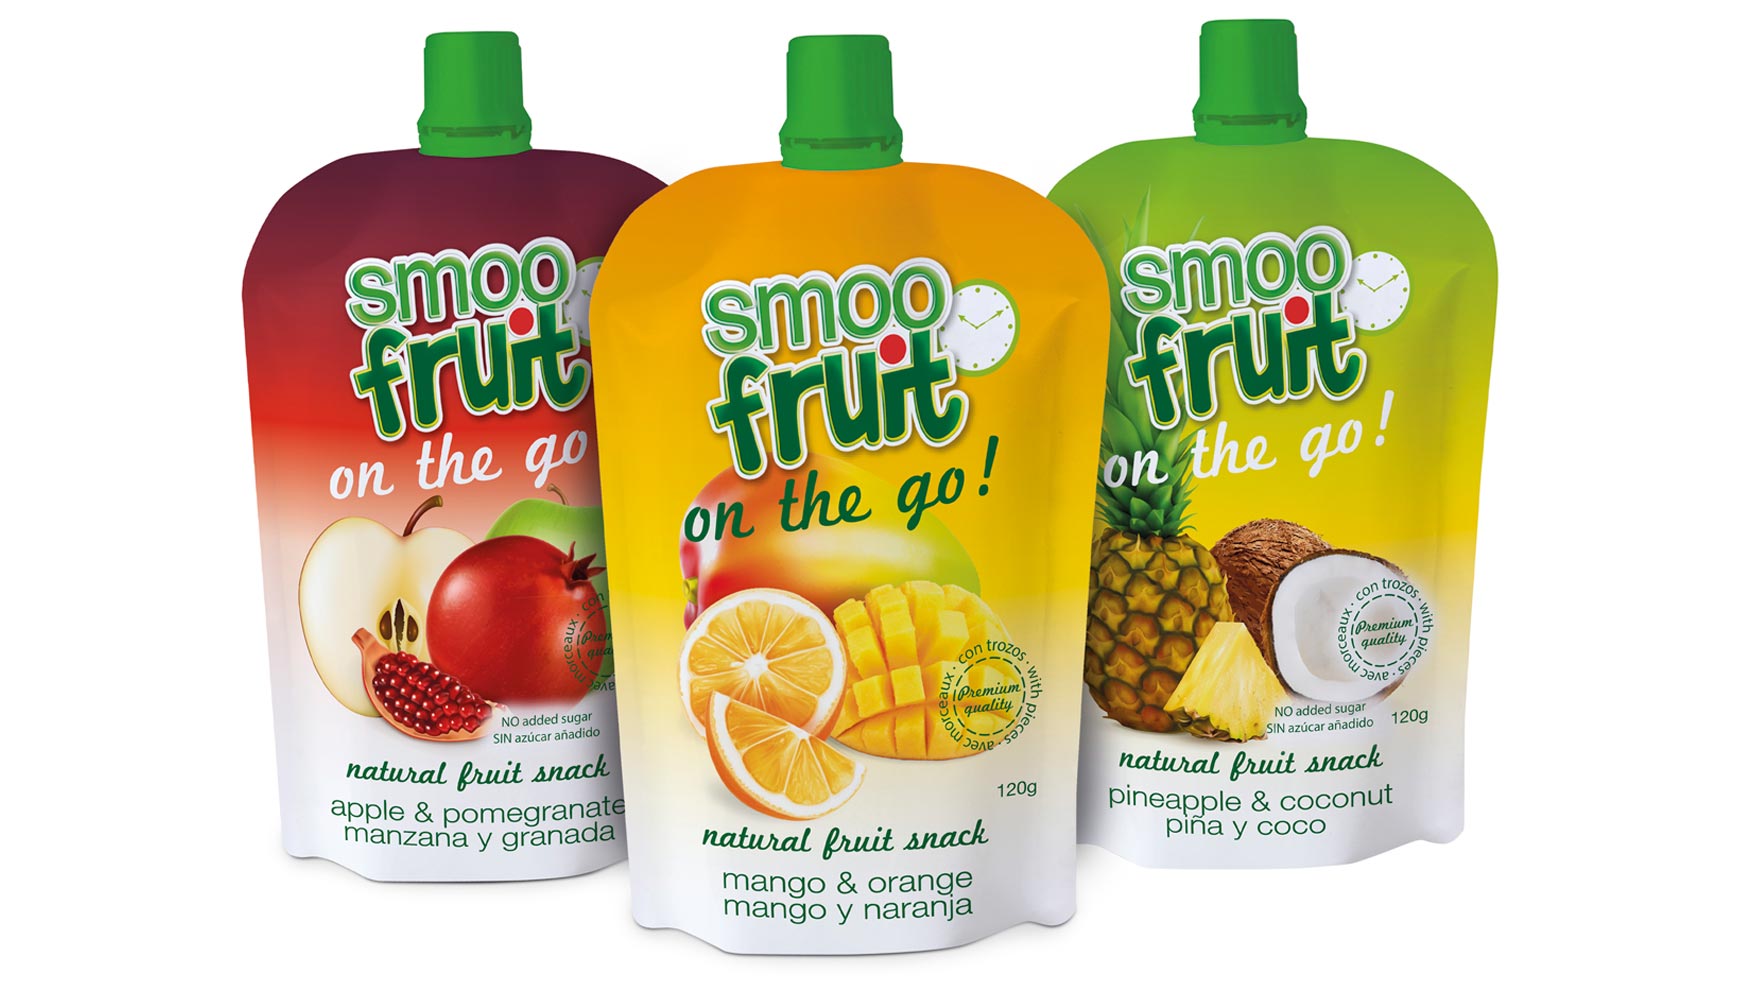 smoo
fruit
on the go
NO added sugar
SIN azúcar añadido
natural fruit snack
apple & pomegranate
manzana y granada
con
morceaux ·
smoo
fruit
on the go!
· con trozos · with pieces · avec morceaux
Premium
quality
120g
natural fruit snack
mango & orange
mango y naranja
smoo
fruit
on the go!
· con trozos · with pieces · avec morceaux
Premium
quality
NO added sugar
SIN azúcar añadido
120g
natural fruit snack
pineapple & coconut
piña y coco